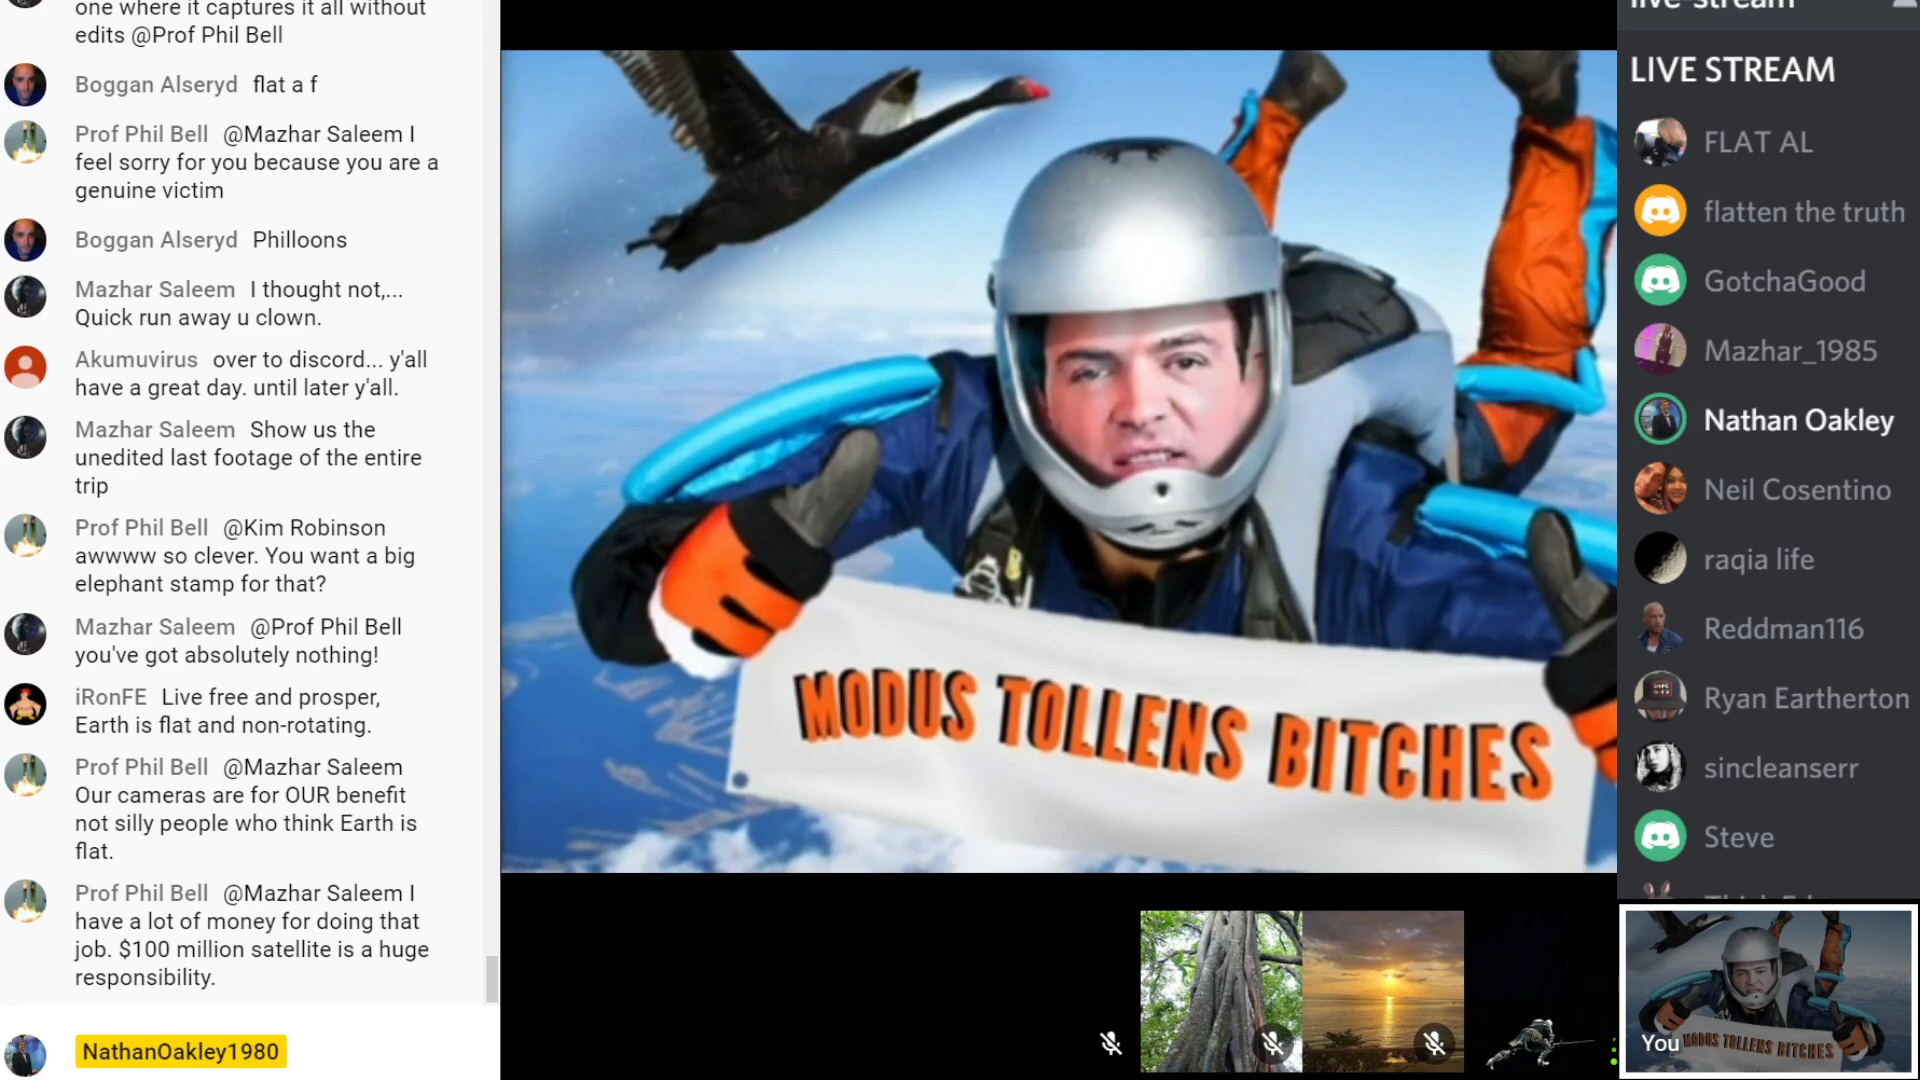 one where it captures it all without
edits @Prof Phil Bell
Boggan Alseryd flat a f
Prof Phil Bell @Mazhar Saleem I
feel sorry for you because you are a
genuine victim
Boggan Alseryd Philloons
Mazhar Saleem I thought not,...
Quick run away u clown.
Akumuvirus over to discord... y'all
have a great day. until later y'all.
Mazhar Saleem Show us the
unedited last footage of the entire
trip
Prof Phil Bell @Kim Robinson
awwww so clever. You want a big
elephant stamp for that?
Mazhar Saleem @Prof Phil Bell
you've got absolutely nothing!
iRonFE Live free and prosper,
Earth is flat and non-rotating.
Prof Phil Bell @Mazhar Saleem
Our cameras are for OUR benefit
not silly people who think Earth is
flat.
Prof Phil Bell @Mazhar Saleem I
have a lot of money for doing that
job. $100 million satellite is a huge
responsibility.
NathanOakley1980
MODUS TOLLENS BITCHES
live-stream
LIVE STREAM
FLAT AL
flatten the truth
GotchaGood
Mazhar_1985
Nathan Oakley
Neil Cosentino
raqia life
Reddman116
Ryan Eartherton
sincleanserr
Steve
You
MODUS TOLLENS BITCHES